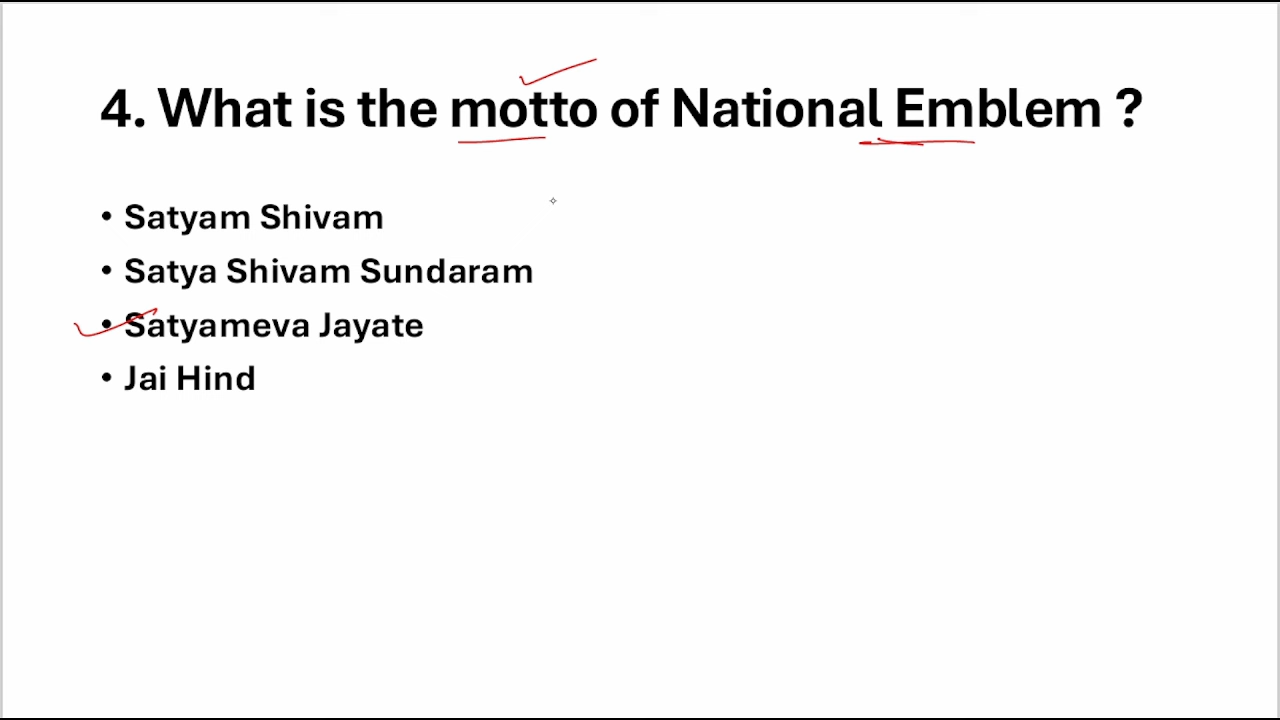 4. What is the motto of National Emblem ?
• Satyam Shivam
• Satya Shivam Sundaram
• Satyameva Jayate
• Jai Hind